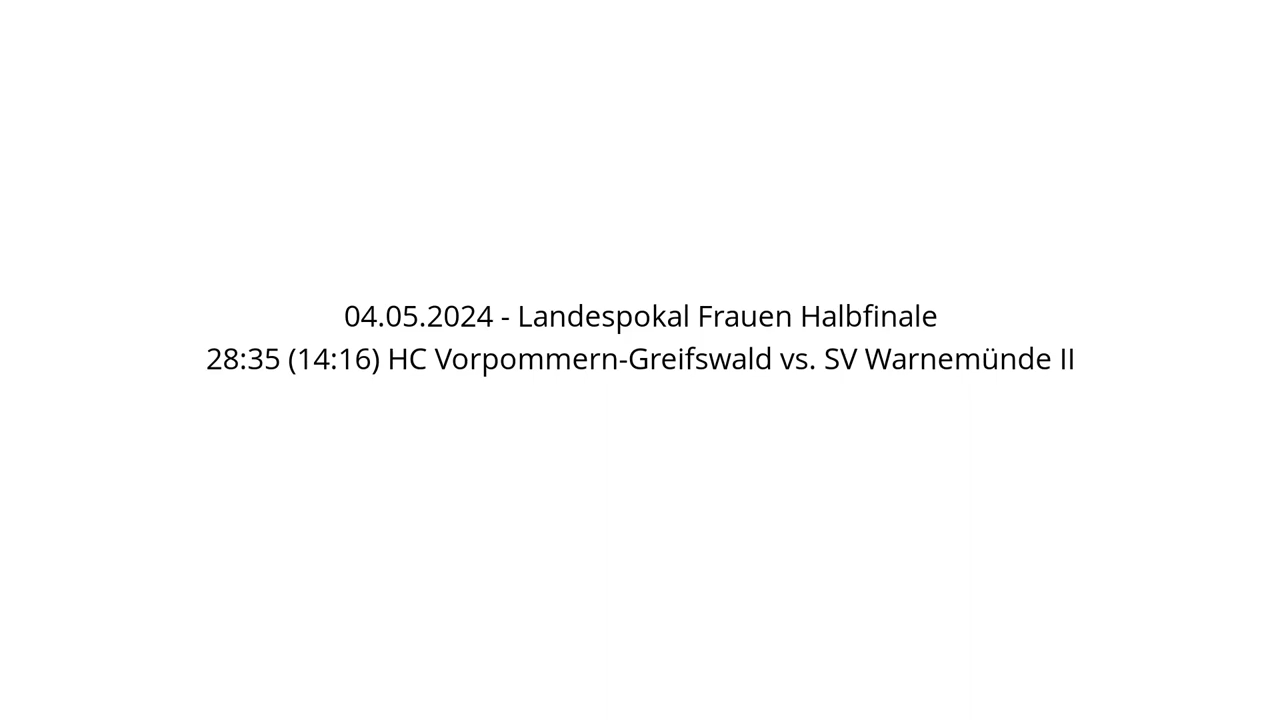 04.05.2024 - Landespokal Frauen Halbfinale
28:35 (14:16) HC Vorpommern-Greifswald vs. SV Warnemünde II